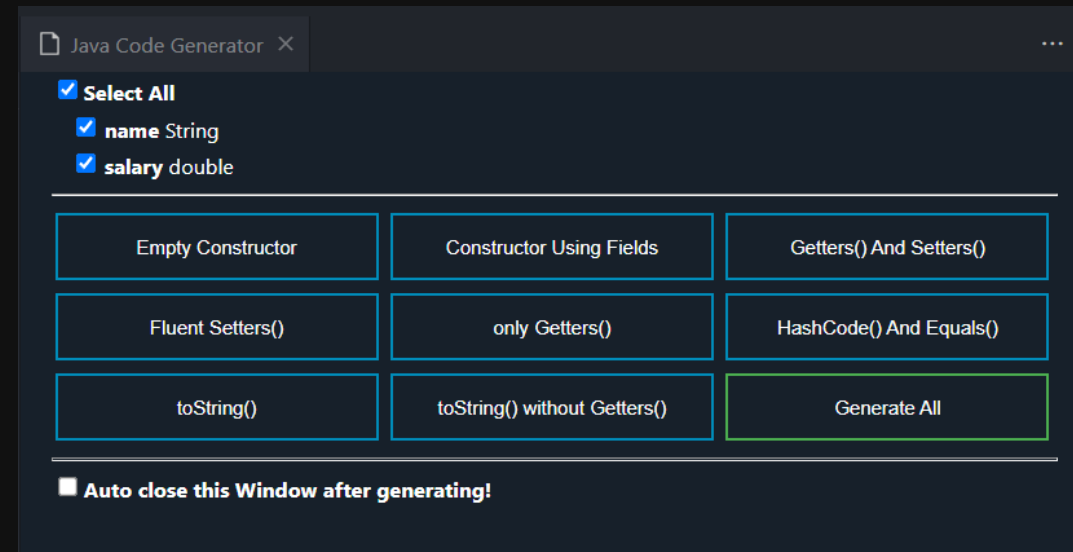 Java Code Generator
Select All
name String
salary double
Empty Constructor
Constructor Using Fields
Getters() And Setters()
Fluent Setters()
only Getters()
HashCode() And Equals()
toString()
toString() without Getters()
Generate All
Auto close this Window after generating!